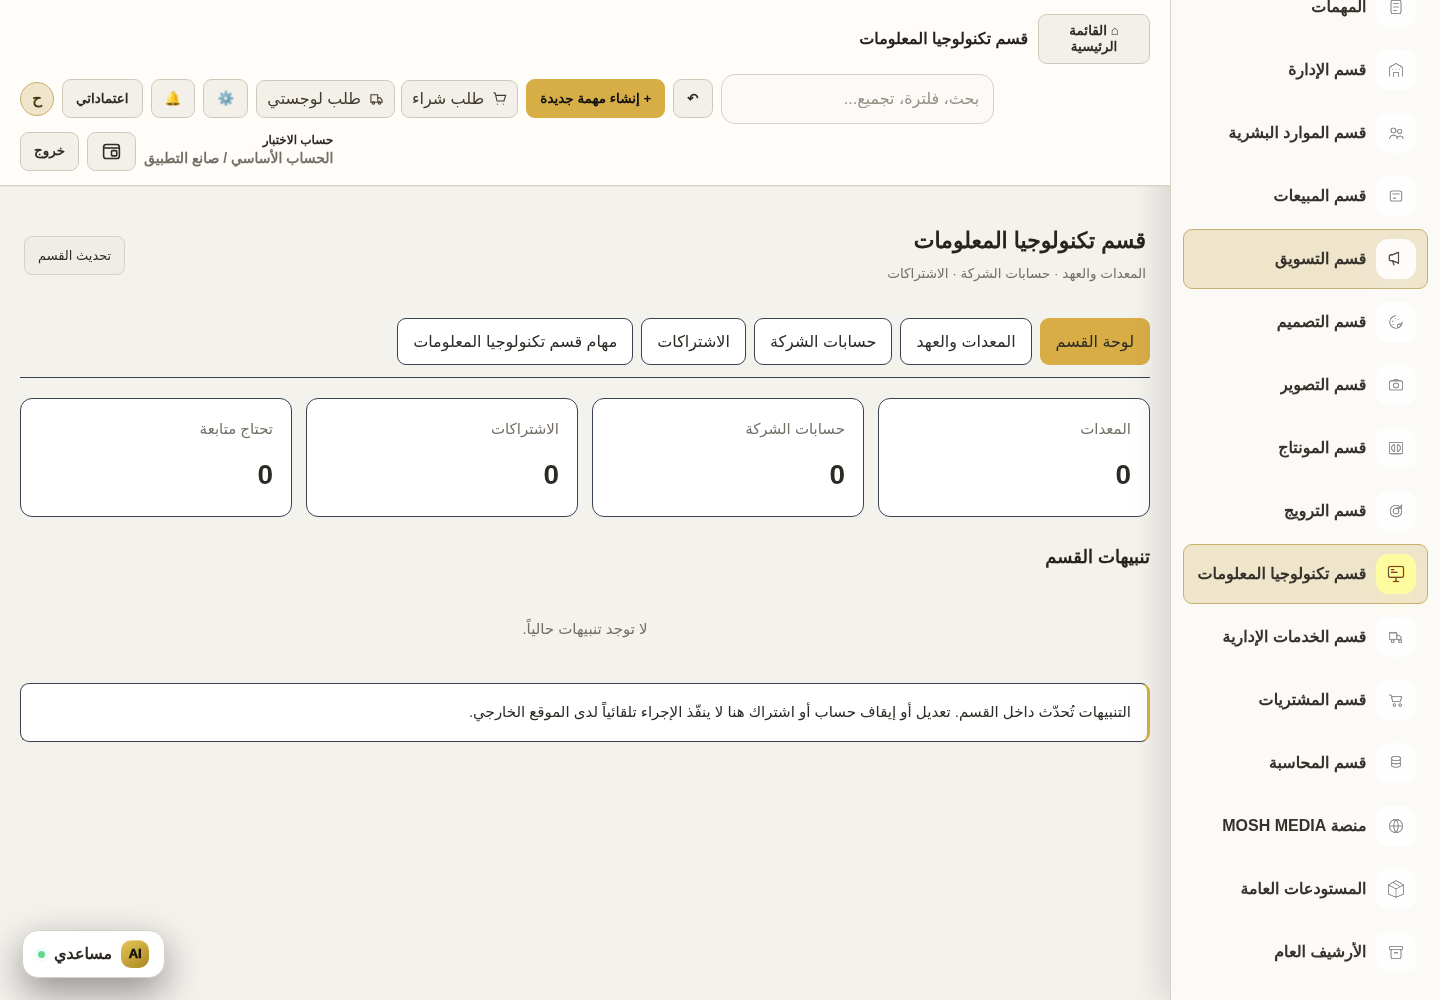 المهمات
قسم الإدارة
قسم الموارد البشرية
قسم المبيعات
قسم التسويق
قسم التصميم
قسم التصوير
قسم المونتاج
قسم الترويج
قسم تكنولوجيا المعلومات
قسم الخدمات الإدارية
قسم المشتريات
قسم المحاسبة
منصة MOSH MEDIA
المستودعات العامة
الأرشيف العام
⌂ القائمة
الرئيسية
قسم تكنولوجيا المعلومات
بحث، فلترة، تجميع...
↶
+ إنشاء مهمة جديدة
طلب شراء
طلب لوجستي
اعتماداتي
ح
حساب الاختبار
الحساب الأساسي / صانع التطبيق
خروج
قسم تكنولوجيا المعلومات
المعدات والعهد · حسابات الشركة · الاشتراكات
تحديث القسم
لوحة القسم
المعدات والعهد
حسابات الشركة
الاشتراكات
مهام قسم تكنولوجيا المعلومات
المعدات
0
حسابات الشركة
0
الاشتراكات
0
تحتاج متابعة
0
تنبيهات القسم
لا توجد تنبيهات حالياً.
التنبيهات تُحدّث داخل القسم. تعديل أو إيقاف حساب أو اشتراك هنا لا ينفّذ الإجراء تلقائياً لدى الموقع الخارجي.
AI مساعدي